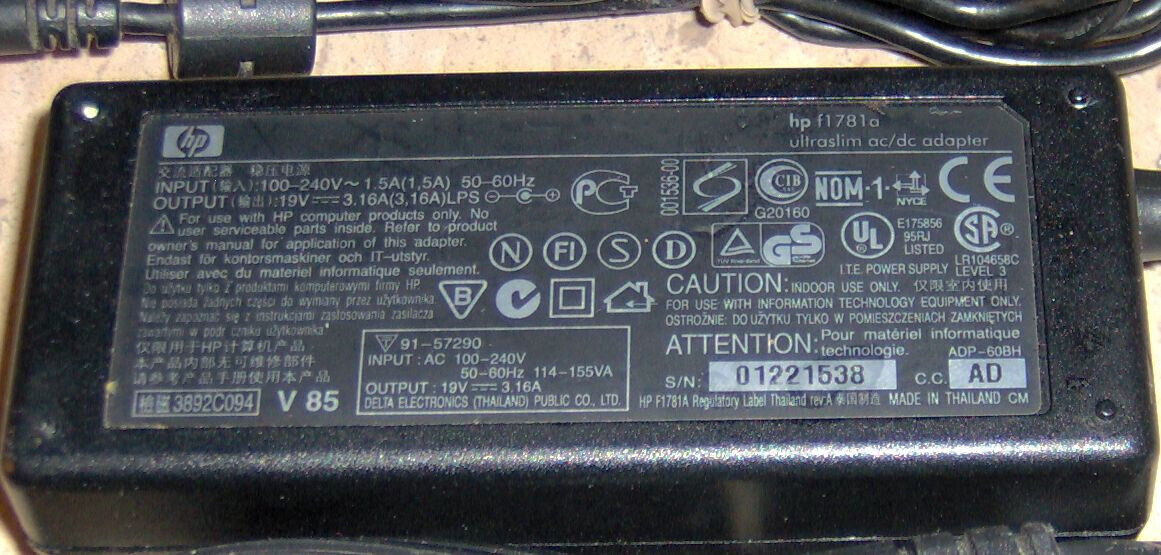 hp
hp f1781a
ultraslim ac/dc adapter
交流适配器 稳压电源
INPUT(输入):100-240V～ 1.5A(1,5A) 50-60Hz
OUTPUT(输出):19V⎓ 3.16A(3,16A)LPS
For use with HP computer products only. No
user serviceable parts inside. Refer to product
owner's manual for application of this adapter.
Endast för kontorsmaskiner och IT-utstyr.
Utiliser avec du materiel informatique seulement.
Do użytku tylko z produktami komputerowymi firmy HP.
Nie posiada żadnych części do wymiany przez użytkownika.
Należy zapoznać się z instrukcjami zastosowania zasilacza
zawartymi w podr czniku użytkownika
仅限用于HP计算机产品
本产品内部无可维修部件
请参考产品手册使用本产品
檢磁 3892C094
V 85
001536-00
CIB
G20160
NOM-1-
NYCE
CE
N
FI
S
D
TUV Rheinland
GS
UL
E175856
95RJ
LISTED
I.T.E. POWER SUPPLY
SA®
LR104658C
LEVEL 3
B
CAUTION: INDOOR USE ONLY. 仅限室内使用
FOR USE WITH INFORMATION TECHNOLOGY EQUIPMENT ONLY.
OSTROŻNIE: DO UŻYTKU TYLKO W POMIESZCZENIACH ZAMKNIĘTYCH
ATTENTION: Pour matériel informatique
technologie.
ADP-60BH
91-57290
INPUT : AC 100-240V
50-60Hz 114-155VA
OUTPUT : 19V⎓ 3.16A
DELTA ELECTRONICS (THAILAND) PUBLIC CO., LTD.
S/N: 01221538 C.C. AD
HP F1781A Regulatory Label Thailand rev:A 泰国制造 MADE IN THAILAND CM